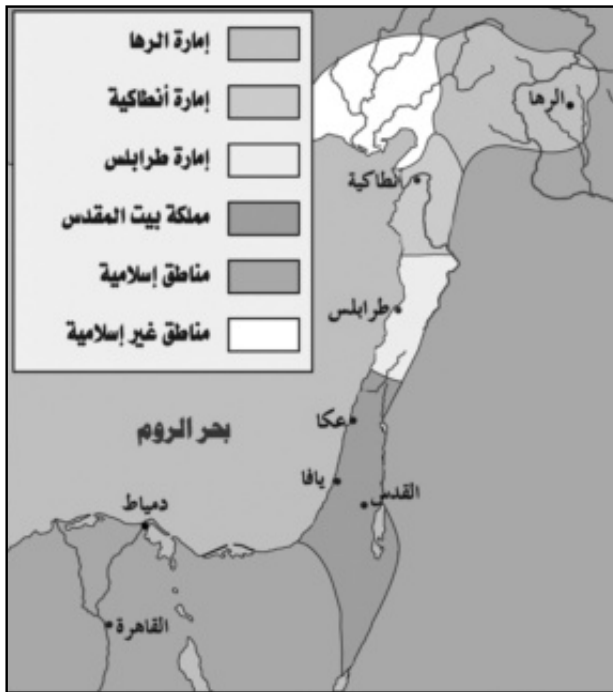 إمارة الرها
إمارة أنطاكية
إمارة طرابلس
مملكة بيت المقدس
مناطق إسلامية
مناطق غير إسلامية
الرها
أنطاكية
طرابلس
عكا
بحر الروم
يافا
القدس
دمياط
القاهرة